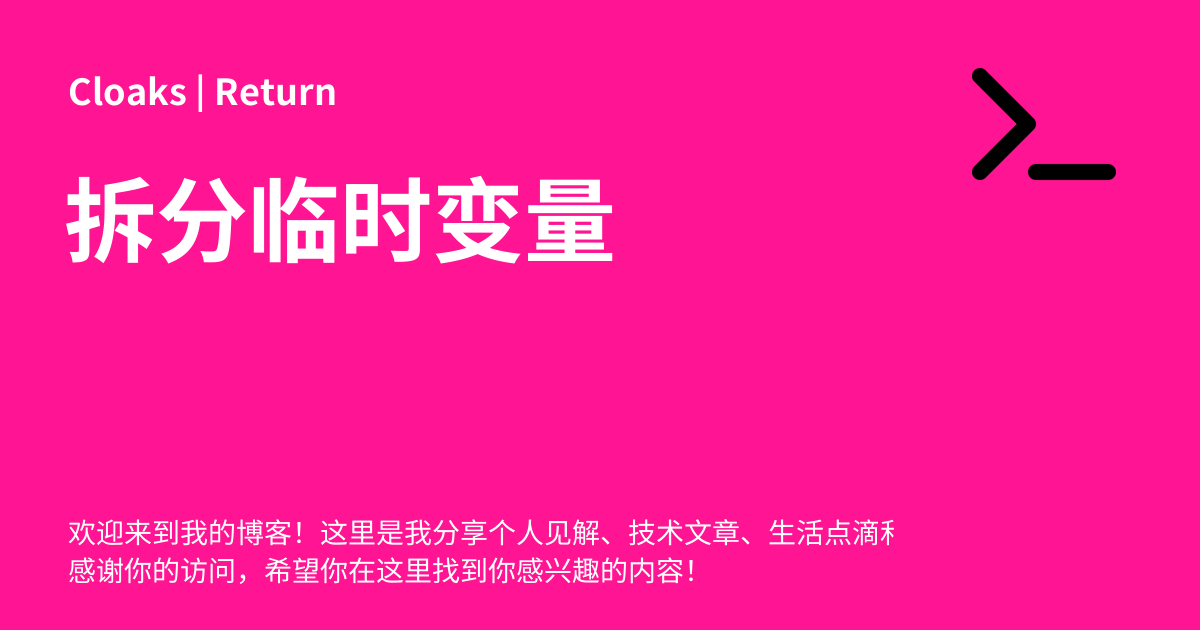 Cloaks | Return
拆分临时变量
欢迎来到我的博客！这里是我分享个人见解、技术文章、生活点滴
感谢你的访问，希望你在这里找到你感兴趣的内容！